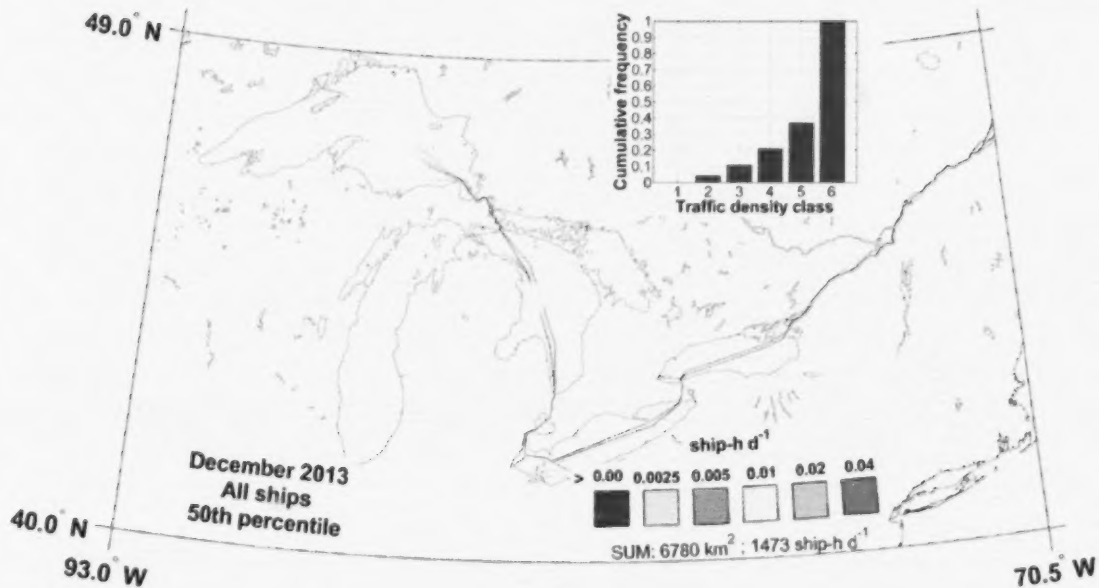 49.0° N
Cumulative frequency
1
0.9
0.8
0.7
0.6
0.5
0.4
0.3
0.2
0.1
0
1 2 3 4 5 6
Traffic density class
ship-h d⁻¹
> 0.00 0.0025 0.005 0.01 0.02 0.04
SUM: 6780 km² ; 1473 ship-h d⁻¹
December 2013
All ships
50th percentile
40.0° N
93.0° W
70.5° W